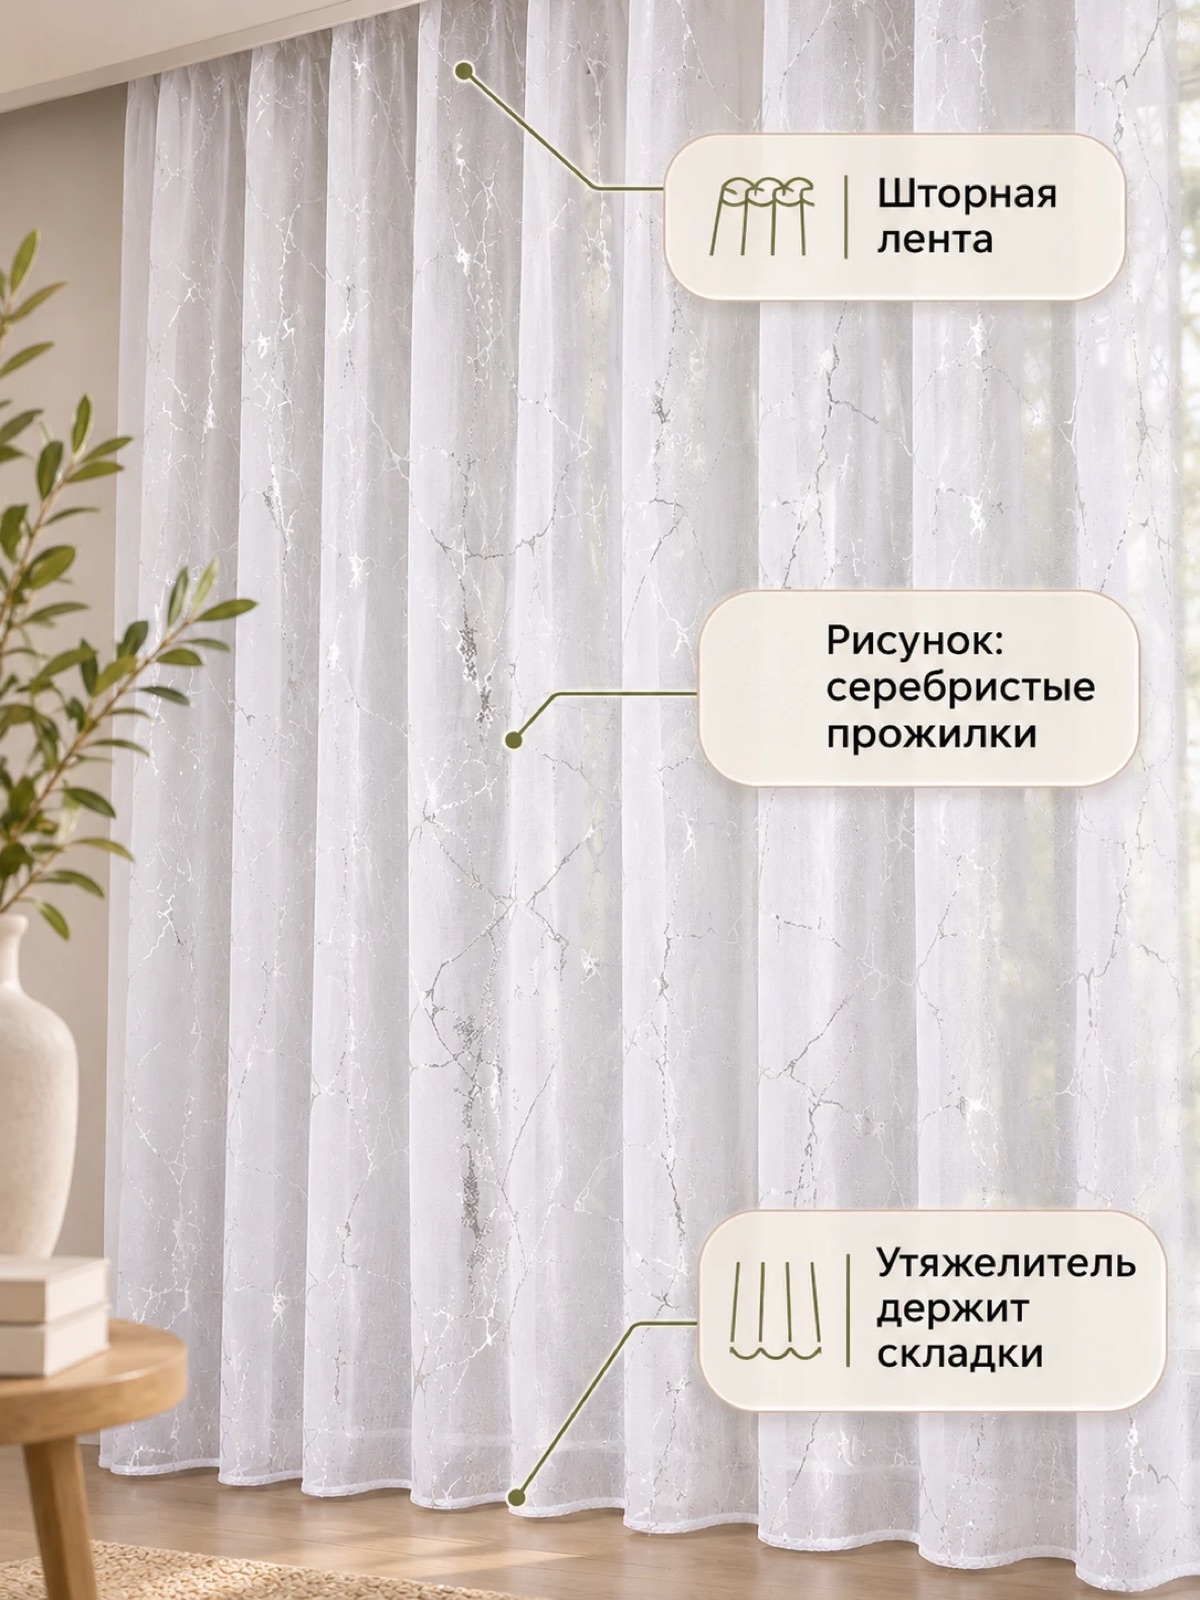 Шторная
лента
Рисунок:
серебристые
прожилки
Утяжелитель
держит
складки